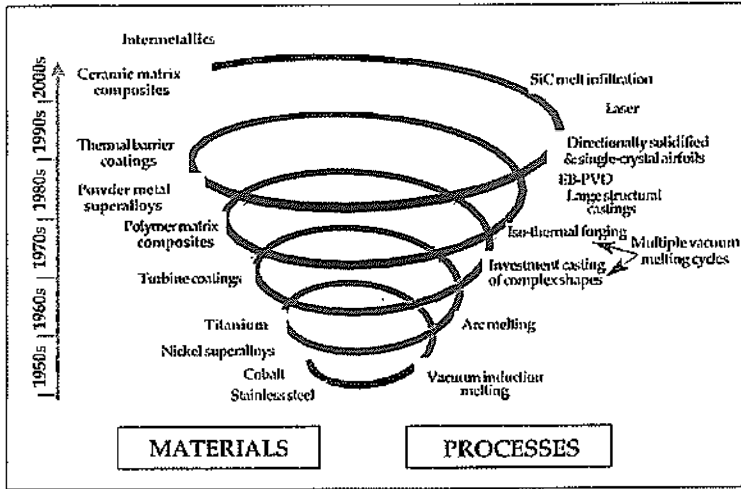 Intermetallics
Ceramic matrix
composites
Thermal barrier
coatings
Powder metal
superalloys
Polymer matrix
composites
Turbine coatings
Titanium
Nickel superalloys
Cobalt
Stainless steel
SiC melt infiltration
Laser
Directionally solidified
& single-crystal airfoils
EB-PVD
Large structural
castings
Iso-thermal forging
Multiple vacuum
melting cycles
Investment casting
of complex shapes
Arc melting
Vacuum induction
melting
2000s
1990s
1980s
1970s
1960s
1950s
MATERIALS
PROCESSES